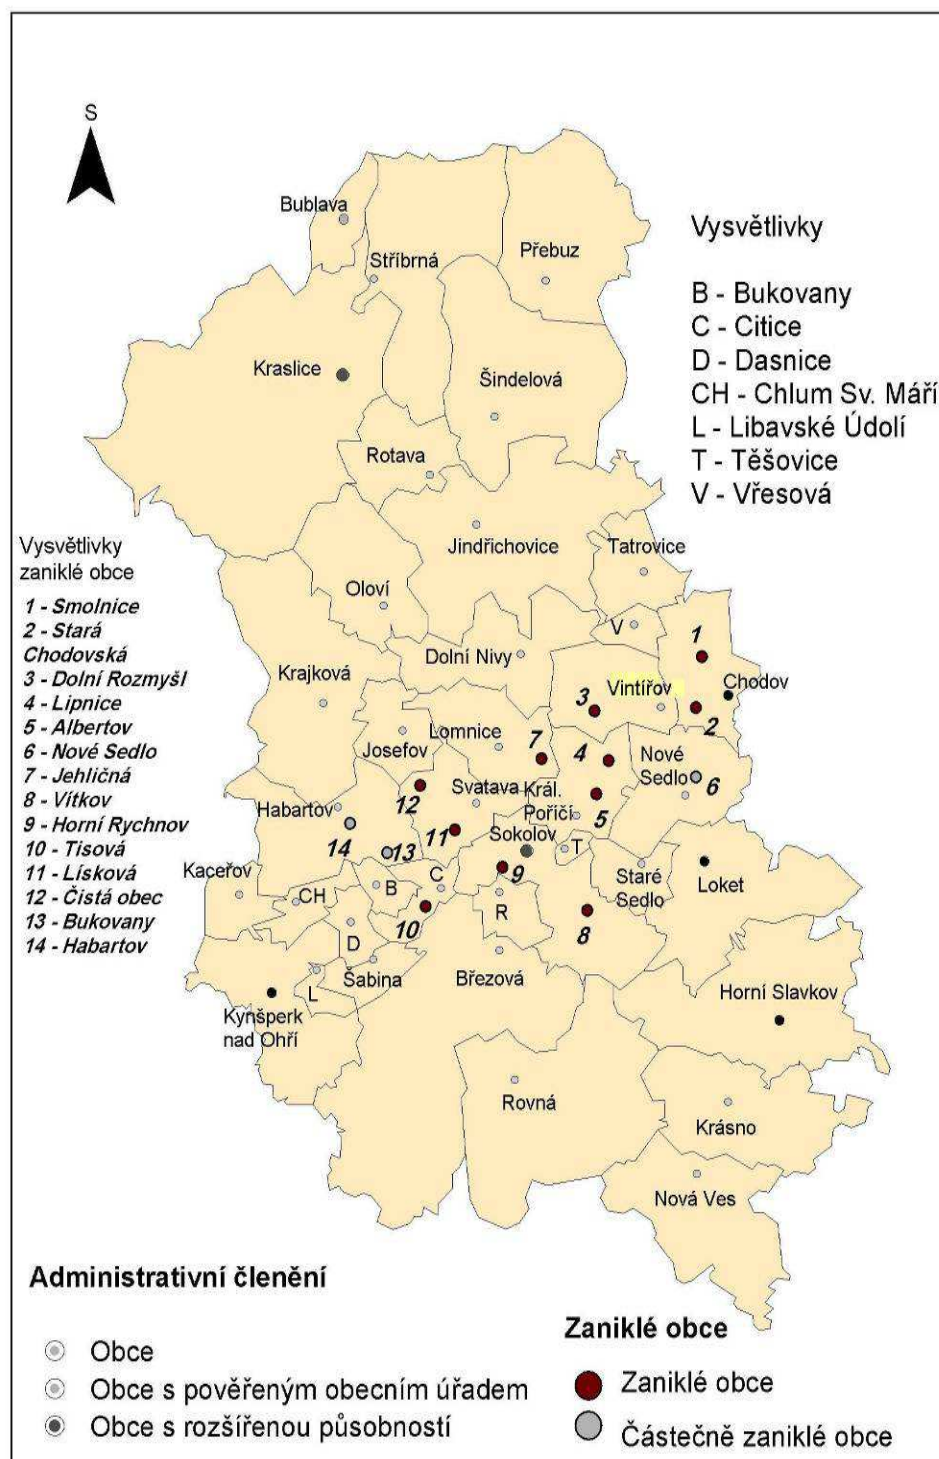 S
Bublava
Stříbrná
Přebuz
Vysvětlivky
B - Bukovany
C - Citice
D - Dasnice
CH - Chlum Sv. Máří
L - Libavské Údolí
T - Těšovice
V - Vřesová
Kraslice
Šindelová
Rotava
Jindřichovice
Tatrovice
Oloví
V
Vysvětlivky
zaniklé obce
1 - Smolnice
2 - Stará
Chodovská
3 - Dolní Rozmyšl
4 - Lipnice
5 - Albertov
6 - Nové Sedlo
7 - Jehličná
8 - Vítkov
9 - Horní Rychnov
10 - Tisová
11 - Lísková
12 - Čistá obec
13 - Bukovany
14 - Habartov
1
Dolní Nivy
Krajková
Vintířov
Chodov
3
2
Josefov
Lomnice
7
4
Nové
Sedlo
6
Habartov
12
Svatava
Král.
Poříčí
5
14
13
11
Sokolov
T
9
Staré
Sedlo
Loket
Kaceřov
CH
B
C
R
10
8
D
Šabina
Březová
L
Kynšperk
nad Ohří
Horní Slavkov
Rovná
Krásno
Nová Ves
Administrativní členění
Obce
Obce s pověřeným obecním úřadem
Obce s rozšířenou působností
Zaniklé obce
Zaniklé obce
Částečně zaniklé obce